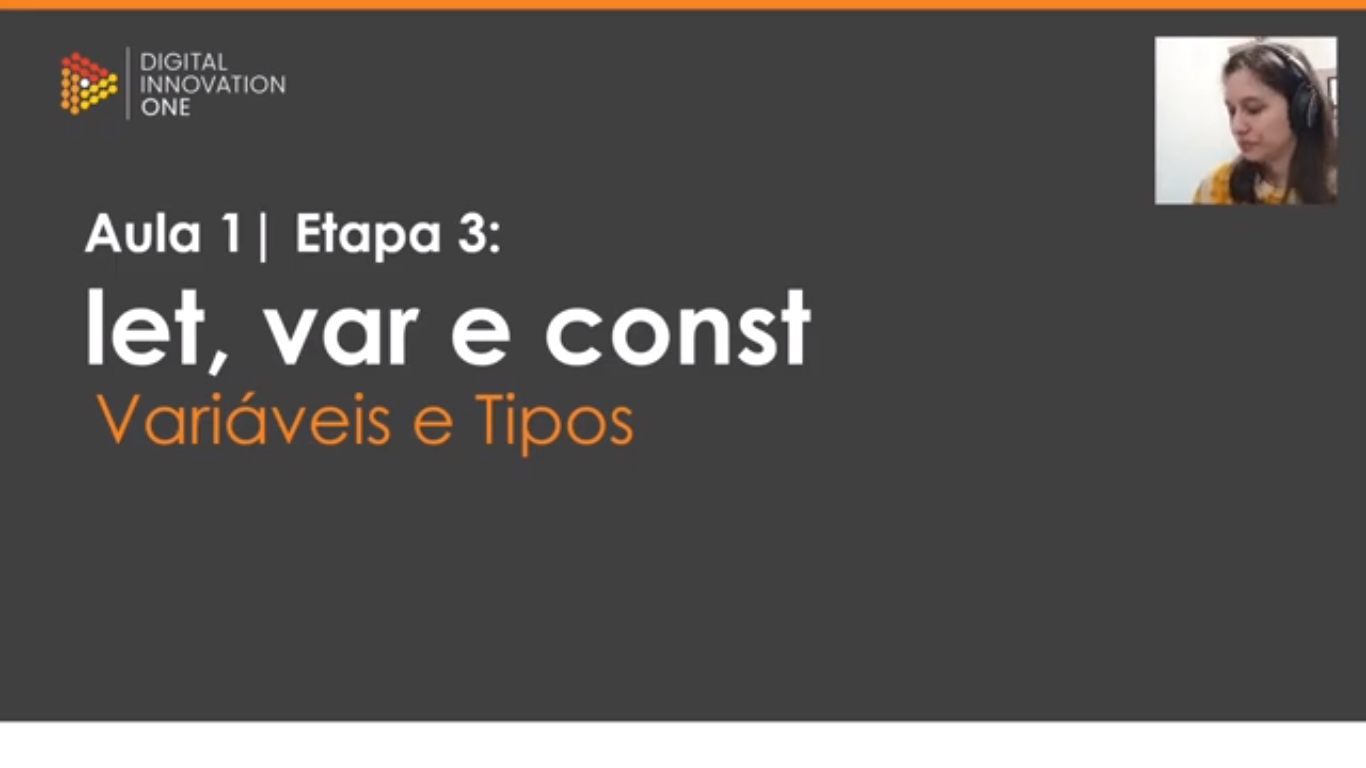 DIGITAL
INNOVATION
ONE
Aula 1| Etapa 3:
let, var e const
Variáveis e Tipos